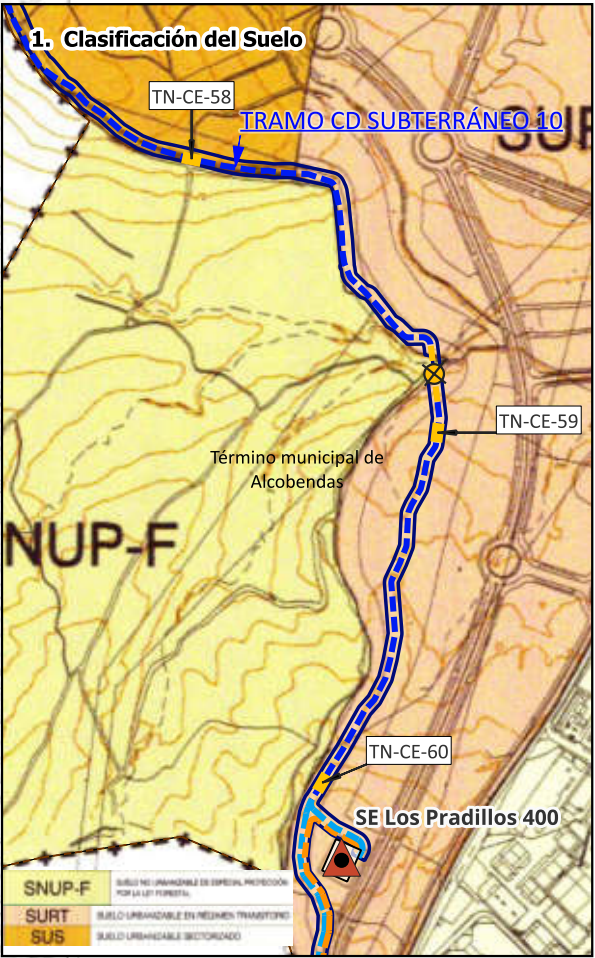 1. Clasificación del Suelo
TN-CE-58
TRAMO CD SUBTERRÁNEO 10
SUR
TN-CE-59
Término municipal de
Alcobendas
NUP-F
TN-CE-60
SE Los Pradillos 400
SNUP-F SUELO NO URBANIZABLE DE ESPECIAL PROTECCIÓN
POR LA LEY FORESTAL
SURT SUELO URBANIZABLE EN RÉGIMEN TRANSITORIO
SUS SUELO URBANIZABLE SECTORIZADO